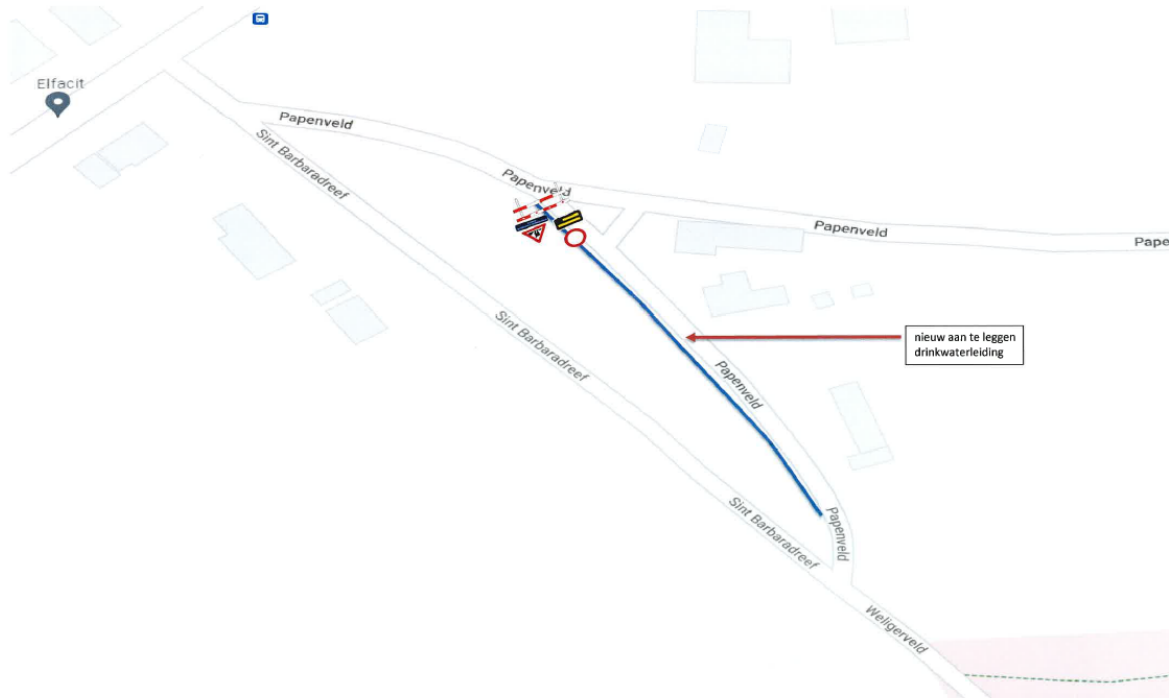 Elfacit
Papenveld
Sint Barbaradreef
Papenveld
Papenveld
Pape
Sint Barbaradreef
nieuw aan te leggen
drinkwaterleiding
Papenveld
Sint Barbaradreef
Papenveld
Weligerveld